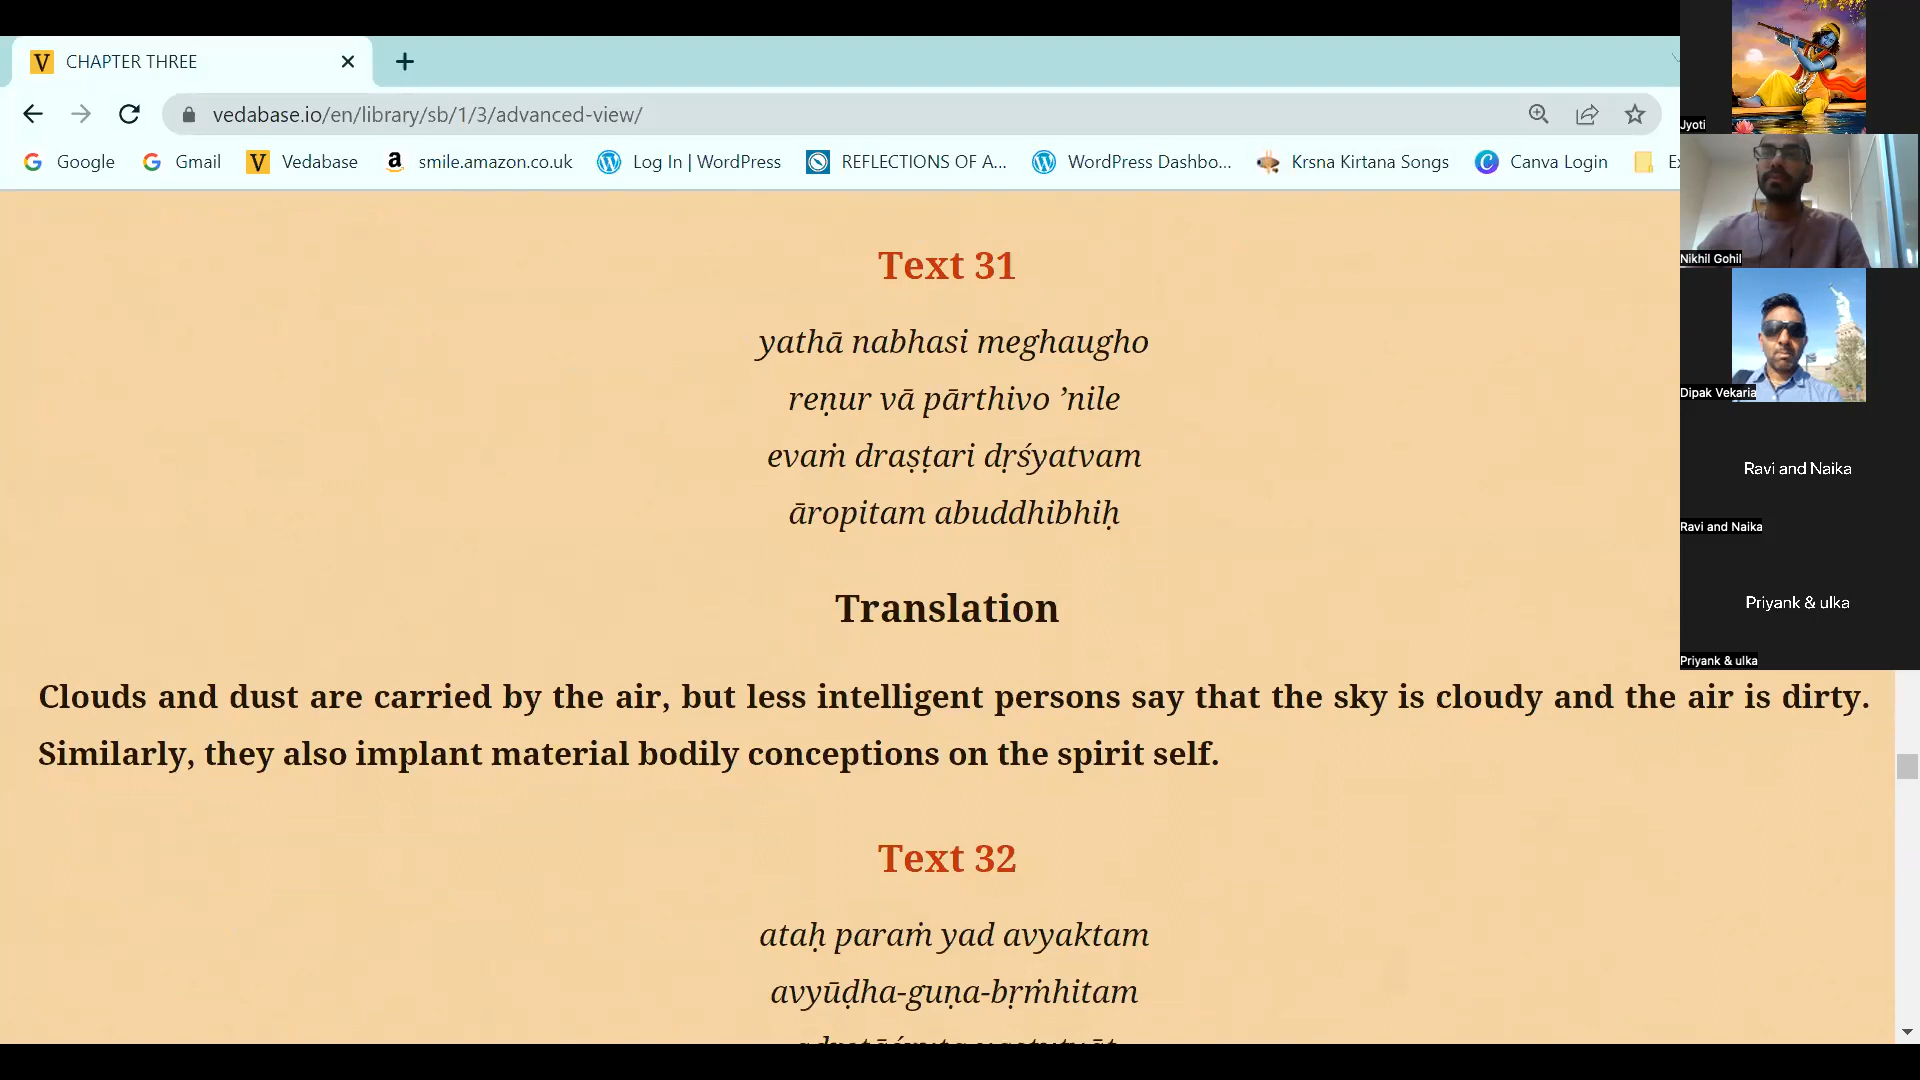 CHAPTER THREE
vedabase.io/en/library/sb/1/3/advanced-view/
Google Gmail Vedabase smile.amazon.co.uk Log In | WordPress REFLECTIONS OF A... WordPress Dashbo... Krsna Kirtana Songs Canva Login
Text 31
yathā nabhasi meghaugho
reṇur vā pārthivo ’nile
evaṁ draṣṭari dṛśyatvam
āropitam abuddhibhiḥ
Translation
Clouds and dust are carried by the air, but less intelligent persons say that the sky is cloudy and the air is dirty.
Similarly, they also implant material bodily conceptions on the spirit self.
Text 32
ataḥ paraṁ yad avyaktam
avyūḍha-guṇa-bṛṁhitam
Jyoti
Nikhil Gohil
Dipak Vekaria
Ravi and Naika
Ravi and Naika
Priyank & ulka
Priyank & ulka